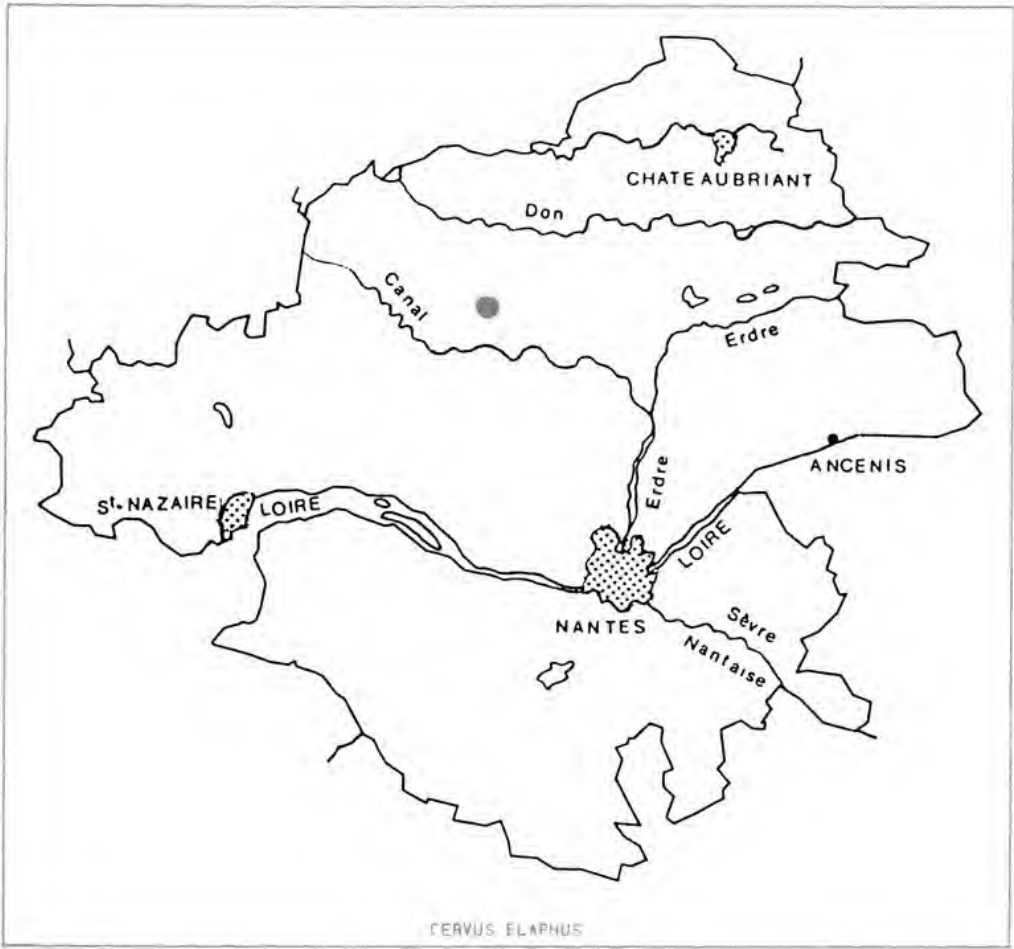 CHATEAUBRIANT
Don
Canal
Erdre
ANCENIS
Erdre
St. NAZAIRE
LOIRE
LOIRE
NANTES
Sèvre
Nantaise
CERVUS ELAPHUS